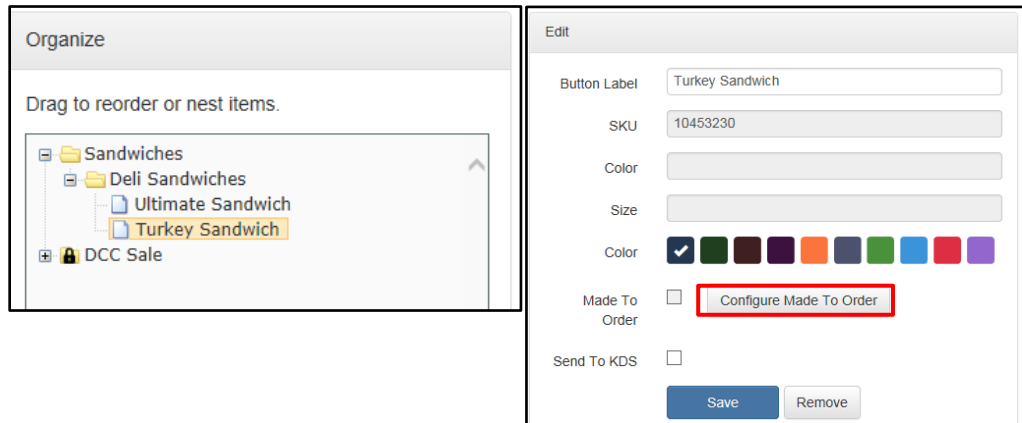 Organize
Drag to reorder or nest items.
Sandwiches
Deli Sandwiches
Ultimate Sandwich
Turkey Sandwich
DCC Sale
Edit
Button Label Turkey Sandwich
SKU 10453230
Color
Size
Color
Made To
Order
Configure Made To Order
Send To KDS
Save Remove